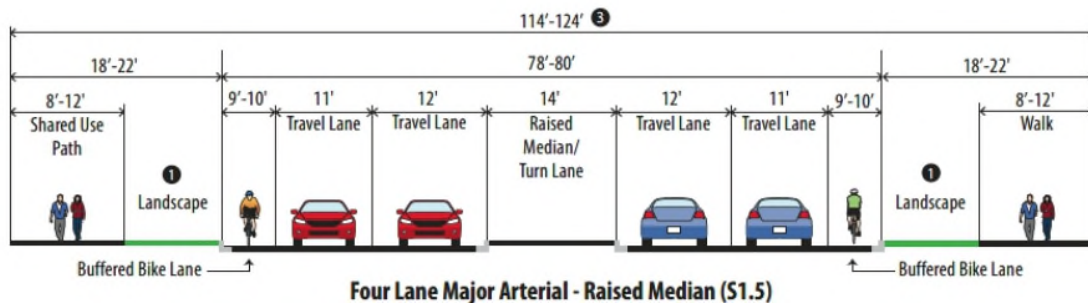 114'-124' ❸
18'-22'
78'-80'
18'-22'
8'-12'
9'-10'
11'
12'
14'
12'
11'
9'-10'
8'-12'
Shared Use
Path
Travel Lane
Travel Lane
Raised
Median/
Turn Lane
Travel Lane
Travel Lane
Walk
❶
Landscape
❶
Landscape
Buffered Bike Lane
Buffered Bike Lane
Four Lane Major Arterial - Raised Median (S1.5)